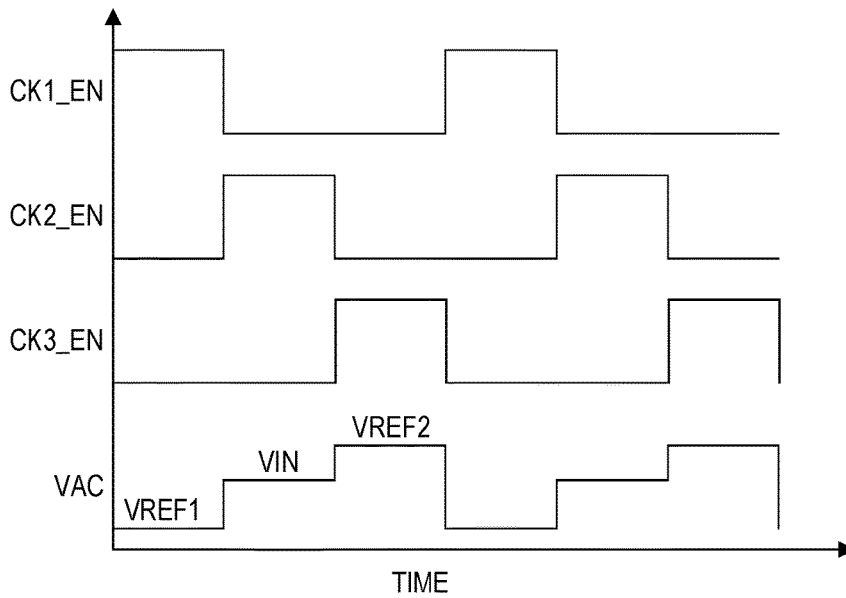 CK1_EN
CK2_EN
CK3_EN
VREF2
VIN
VAC
VREF1
TIME